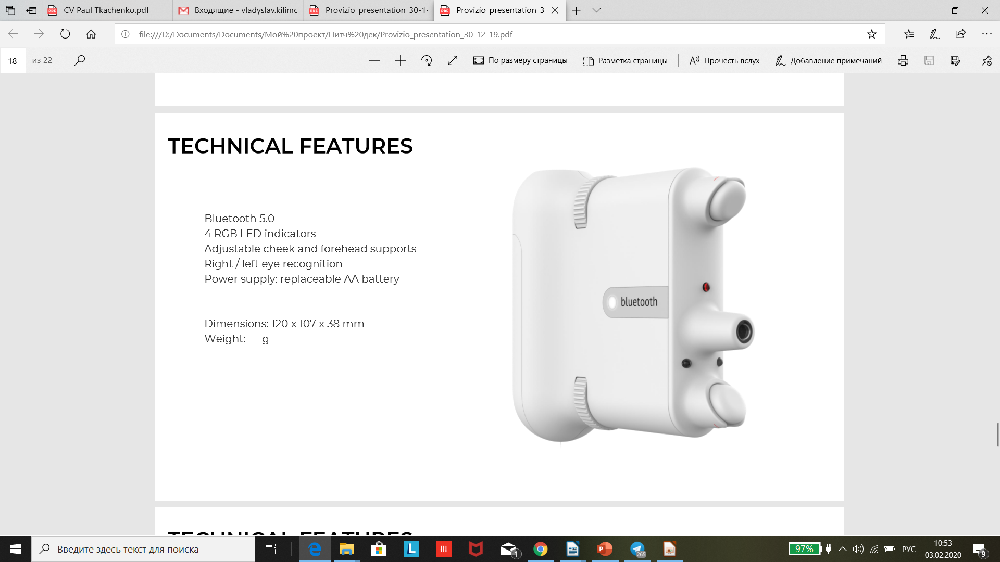 CV Paul Tkachenko.pdf
Входящие - vladyslav.kilimc
Provizio_presentation_30-1-
Provizio_presentation_3
file:///D:/Documents/Documents/Мой%20проект/Питч%20дек/Provizio_presentation_30-12-19.pdf
18 из 22
По размеру страницы
Разметка страницы
Прочесть вслух
Добавление примечаний
TECHNICAL FEATURES
Bluetooth 5.0
4 RGB LED indicators
Adjustable cheek and forehead supports
Right / left eye recognition
Power supply: replaceable AA battery
Dimensions: 120 x 107 x 38 mm
Weight: g
bluetooth
TECHNICAL FEATURES
Введите здесь текст для поиска
1
265
97%
РУС
10:53
03.02.2020
9